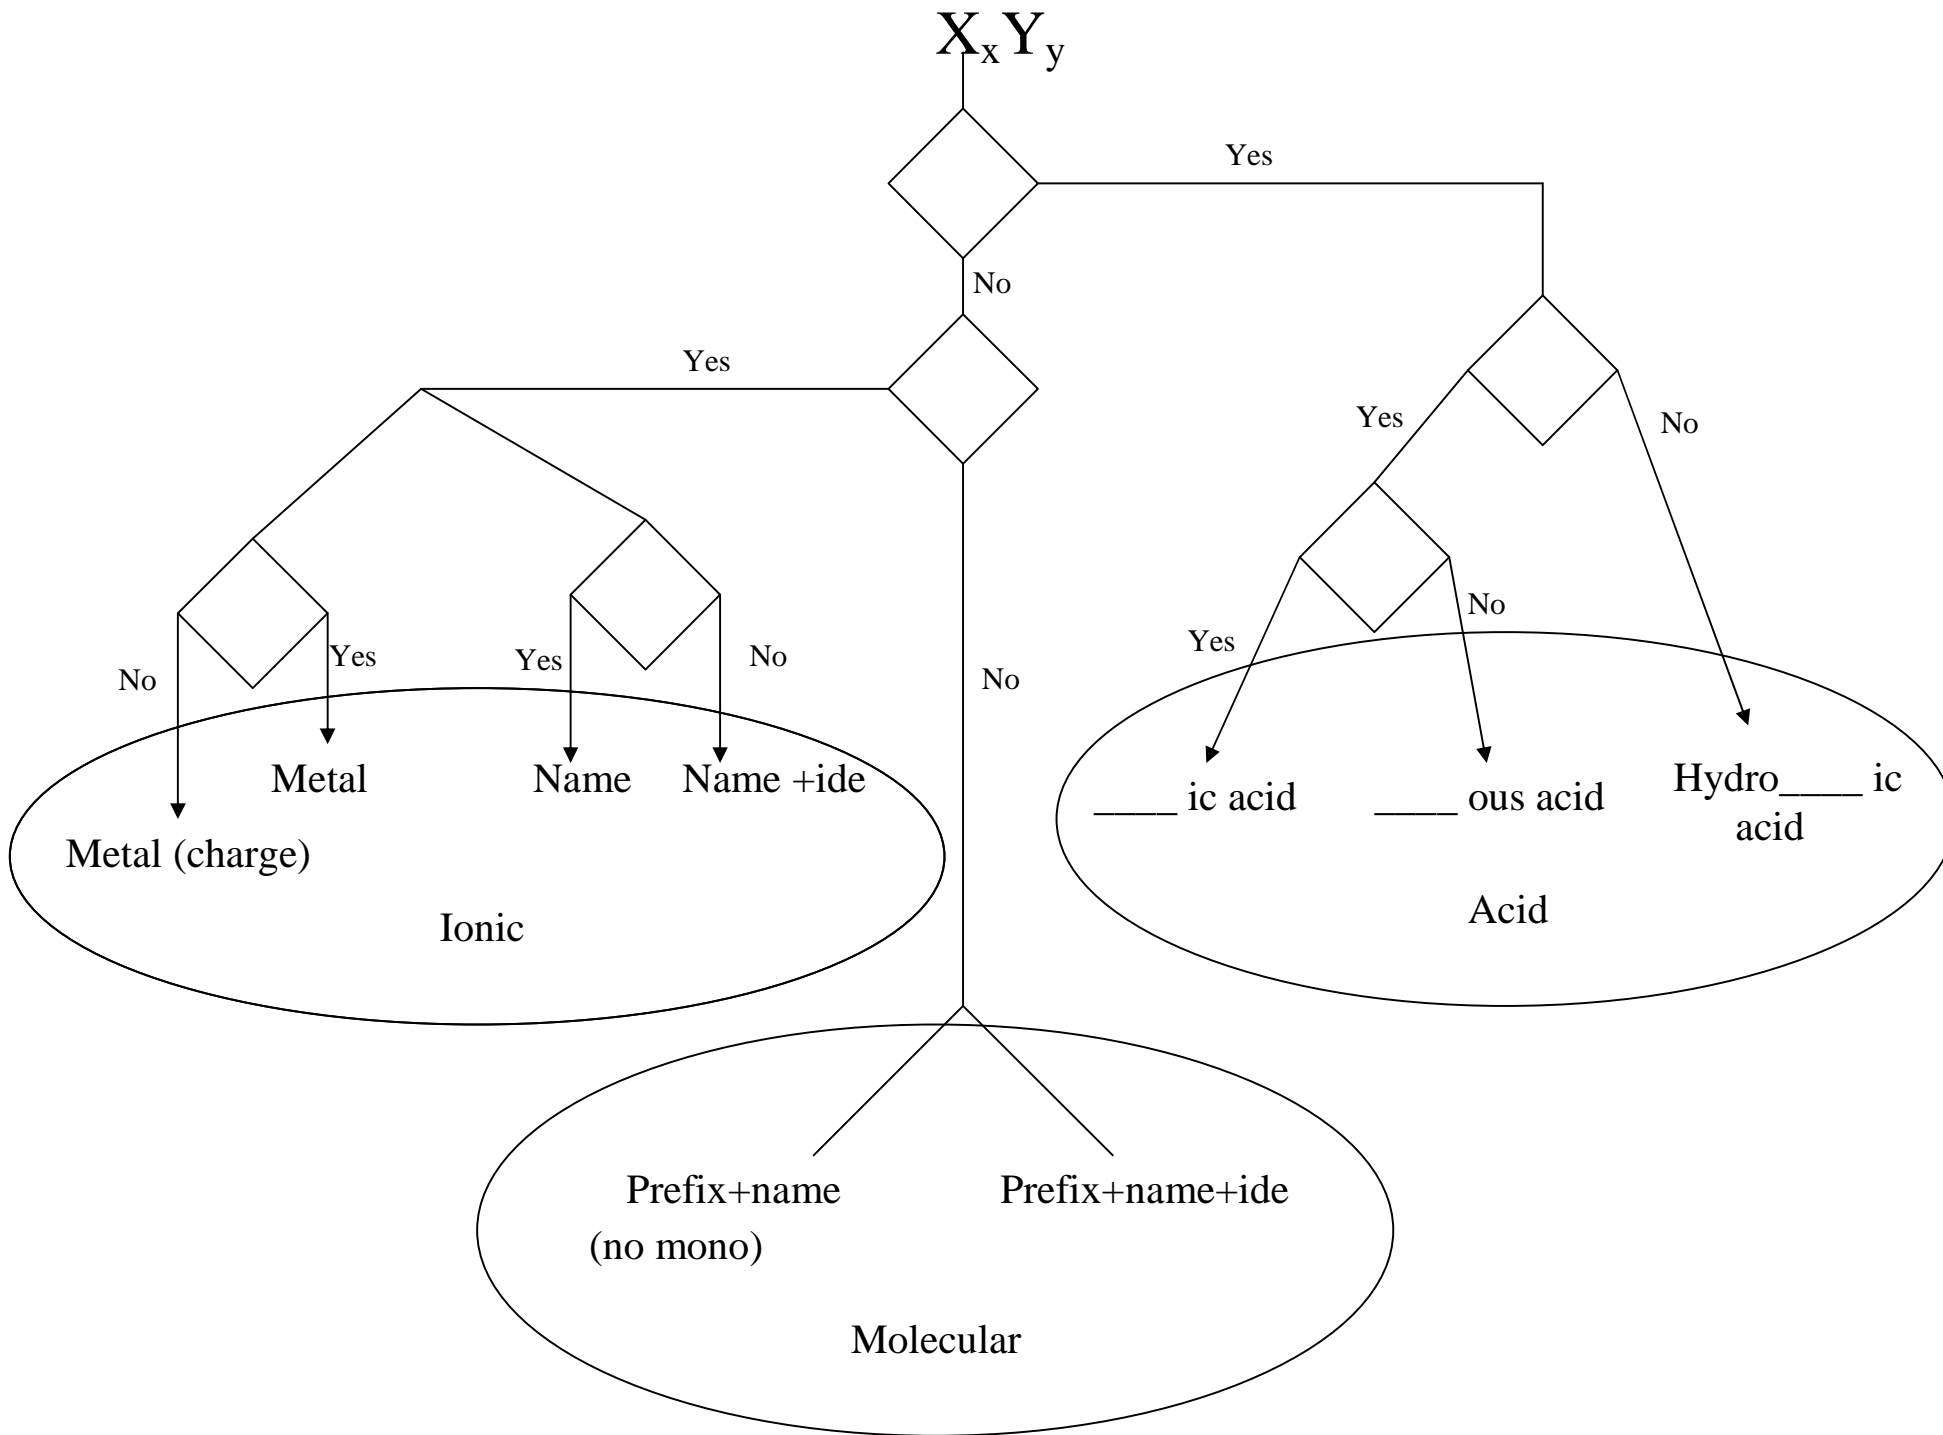 XxYy
Yes
No
Yes
Yes
No
No
Yes
No
Yes
Yes
No
No
Metal
Name
Name +ide
Metal (charge)
Ionic
____ ic acid
____ ous acid
Hydro____ ic
acid
Acid
Prefix+name
(no mono)
Prefix+name+ide
Molecular